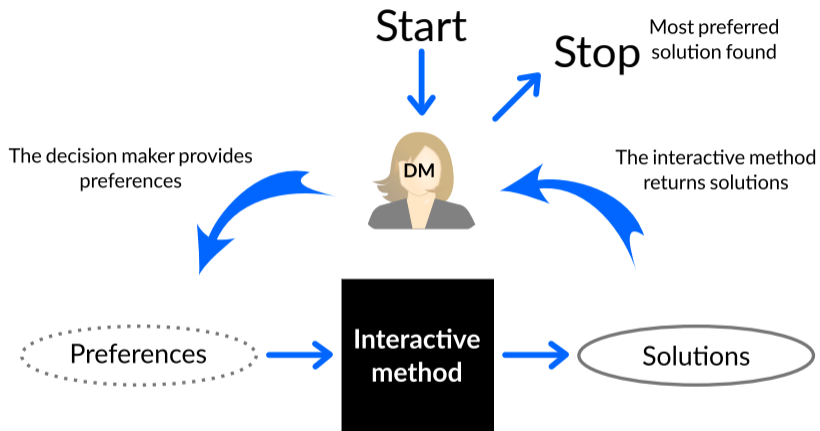 Start
Stop
Most preferred
solution found
The decision maker provides
preferences
DM
The interactive method
returns solutions
Preferences
Interactive
method
Solutions